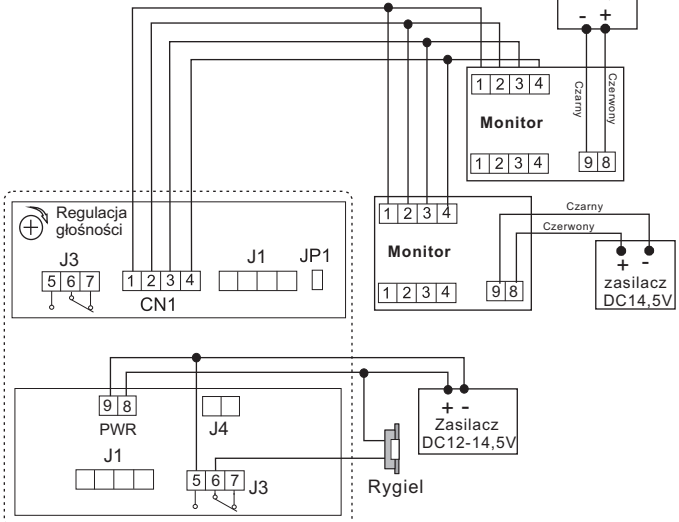 - +
1 2 3 4
Czarny
Czerwony
Monitor
1 2 3 4
9 8
1 2 3 4
Czarny
Czerwony
Monitor
+ -
zasilacz
DC14,5V
1 2 3 4
9 8
Regulacja
głośności
J3
5 6 7
1 2 3 4
CN1
J1
JP1
9 8
PWR
J4
J1
5 6 7
J3
Rygiel
+ -
Zasilacz
DC12-14,5V